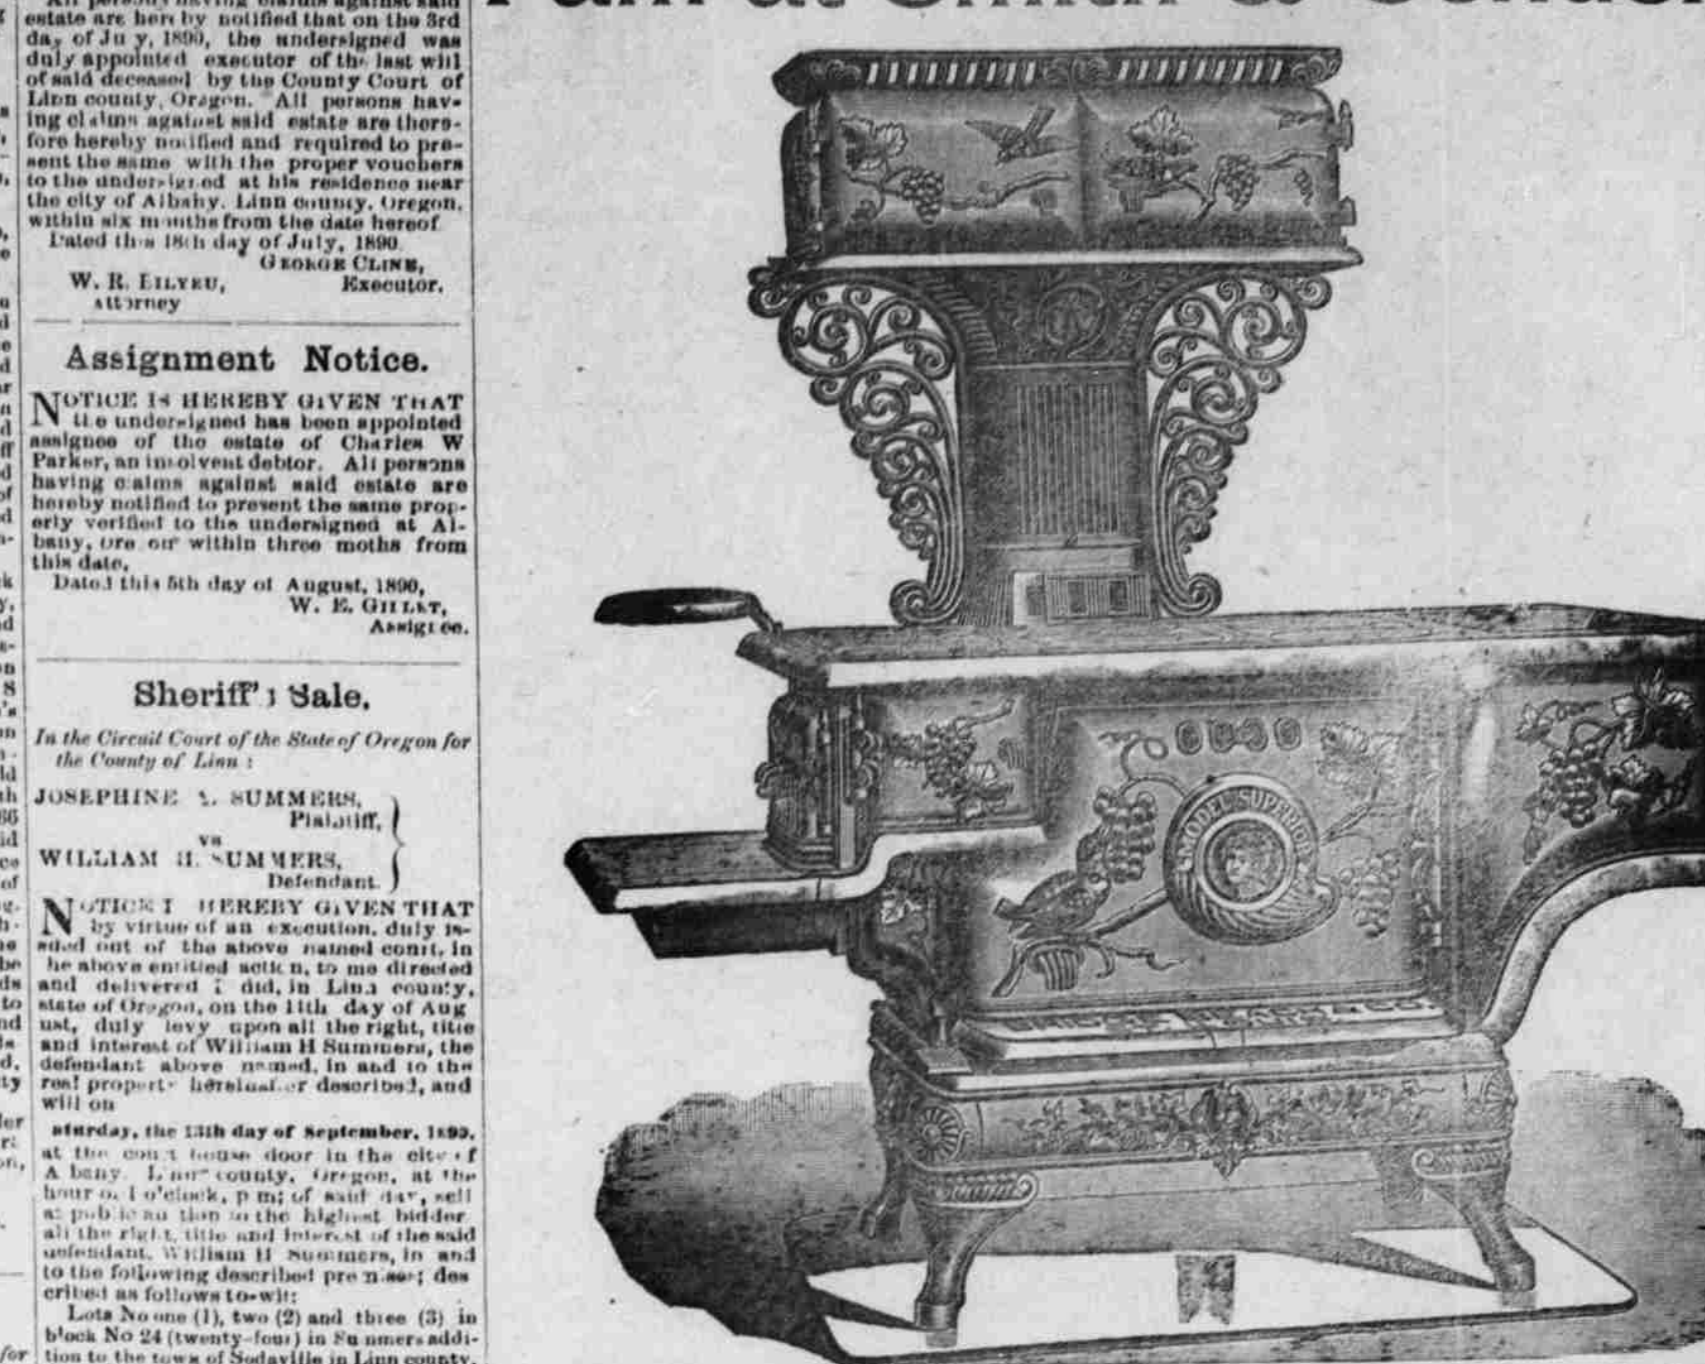 All persons having claims against said
estate are hereby notified that on the 3rd
day of Ju y, 1890, the undersigned was
duly appointed executor of the last will
of said deceased by the County Court of
Linn county, Oregon. All persons hav-
ing claims against said estate are there-
fore hereby notified and required to pre-
sent the same with the proper vouchers
to the undersigned at his residence near
the city of Albany, Linn county, Oregon,
within six months from the date hereof
Dated this 18th day of July, 1890
GEORGE CLINE,
W. R. BILYEU, Executor.
Attorney
Assignment Notice.
NOTICE IS HEREBY GIVEN THAT
the undersigned has been appointed
assignee of the estate of Charles W
Parker, an insolvent debtor. All persons
having claims against said estate are
hereby notified to present the same prop-
erly verified to the undersigned at Al-
bany, Ore on within three moths from
this date,
Dated this 5th day of August, 1890,
W. E. GILLET,
Assignee.
Sheriff's Sale.
In the Circuit Court of the State of Oregon for
the County of Linn:
JOSEPHINE SUMMERS,
Plaintiff,
vs
WILLIAM H. SUMMERS,
Defendant.
NOTICE I HEREBY GIVEN THAT
by virtue of an execution, duly is-
sued out of the above named court, in
he above entitled action, to me directed
and delivered I did, in Linn county,
state of Oregon, on the 11th day of Aug
ust, duly levy upon all the right, title
and interest of William H Summers, the
defendant above named, in and to the
real property hereinafter described, and
will on
aturday, the 13th day of September, 1890,
at the court house door in the city of
A bany Linn county, Oregon, at the
hour of 1 o'clock, p m; of said day, sell
at public auction to the highest bidder
all the right, title and interest of the said
defendant, William H Summers, in and
to the following described premises; des
cribed as follows to-wit:
Lots No one (1), two (2) and three (3) in
block No 24 (twenty-four) in Summers addi-
tion to the town of Sodaville in Linn county,
at Smith &
MODEL SUPERIOR